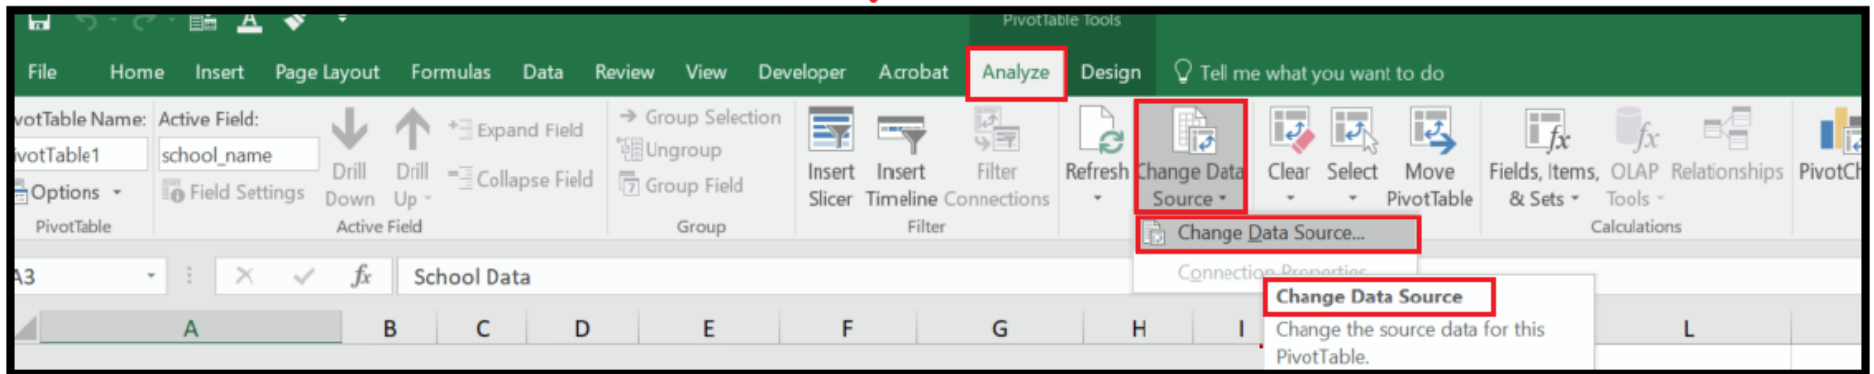 PivotTable Tools
File Home Insert Page Layout Formulas Data Review View Developer Acrobat Analyze Design Tell me what you want to do
votTable Name: Active Field:
ivotTable1 school_name
Options Field Settings
PivotTable
Drill Down
Drill Up
Expand Field
Collapse Field
Active Field
Group Selection
Ungroup
Group Field
Group
Insert Slicer
Insert Timeline
Filter Connections
Filter
Refresh
Change Data Source
Clear
Select
Move PivotTable
Fields, Items, & Sets
OLAP Tools
Relationships
Calculations
PivotCh
Change Data Source...
Connection Properties
A3 fx School Data
Change Data Source
Change the source data for this
PivotTable.
A B C D E F G H I L